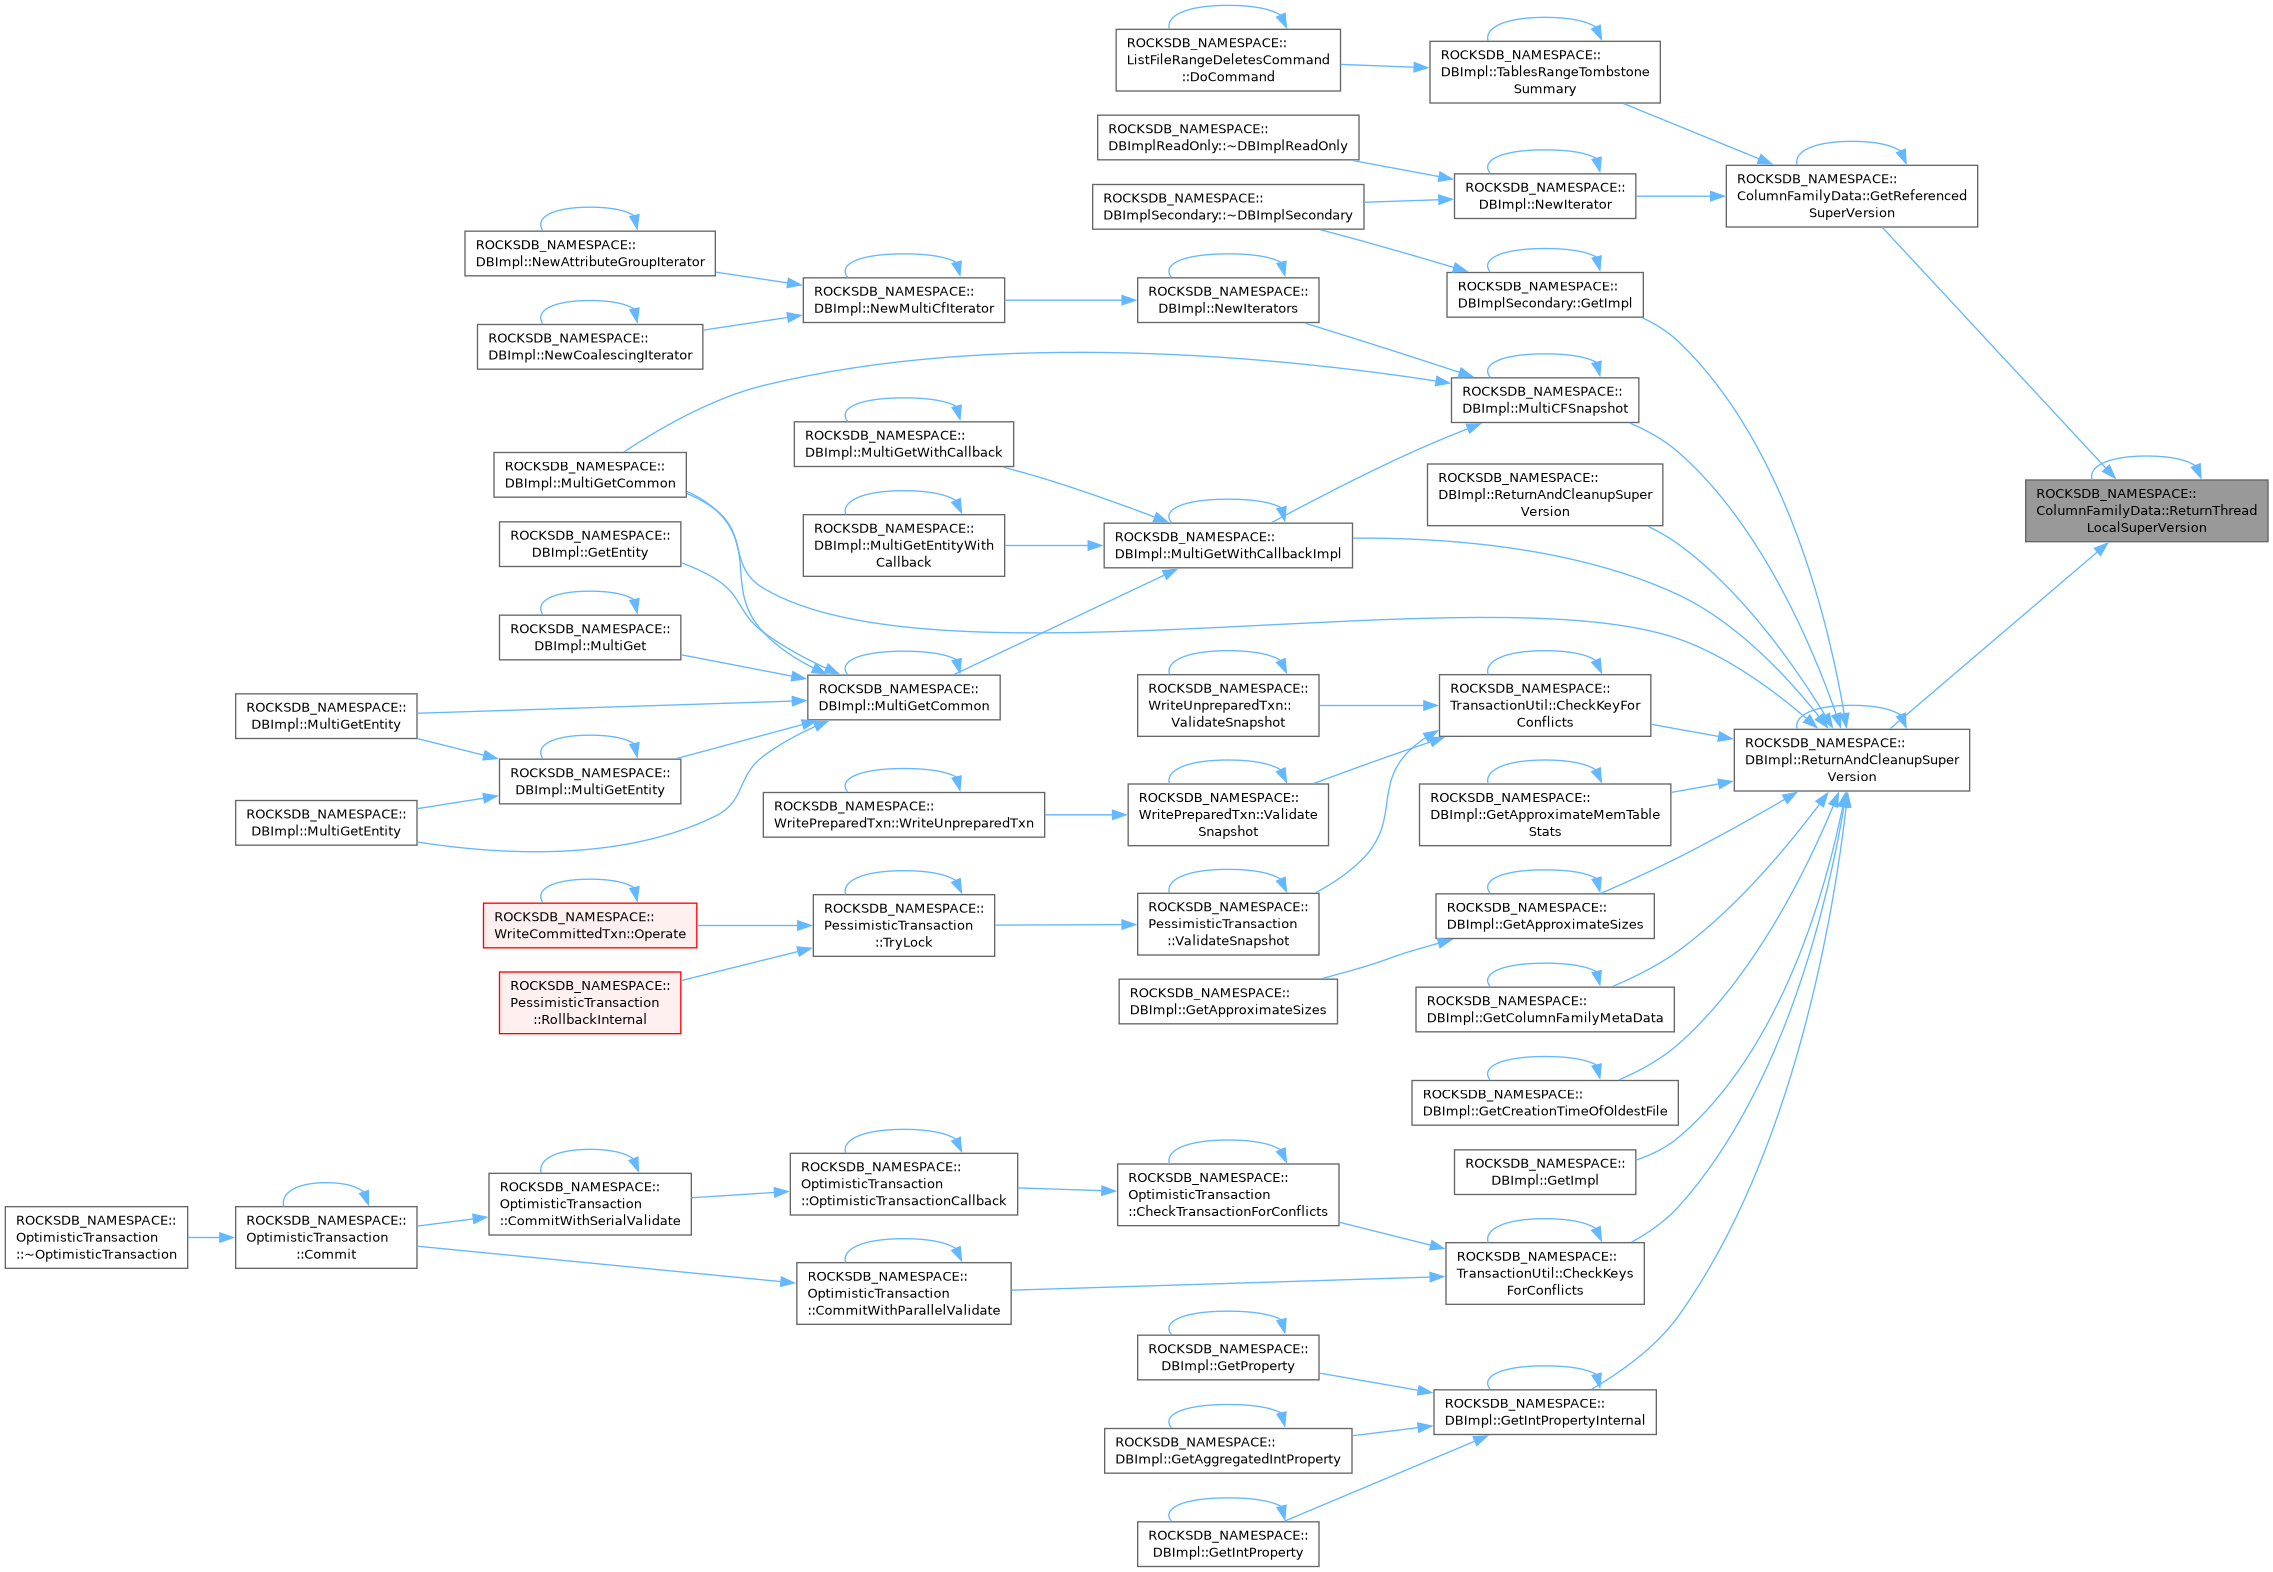 ROCKSDB_NAMESPACE::
ListFileRangeDeletesCommand
::DoCommand
ROCKSDB_NAMESPACE::
DBImpl::TablesRangeTombstone
Summary
ROCKSDB_NAMESPACE::
DBImplReadOnly::~DBImplReadOnly
ROCKSDB_NAMESPACE::
DBImpl::NewIterator
ROCKSDB_NAMESPACE::
ColumnFamilyData::GetReferenced
SuperVersion
ROCKSDB_NAMESPACE::
DBImplSecondary::~DBImplSecondary
ROCKSDB_NAMESPACE::
DBImpl::NewAttributeGroupIterator
ROCKSDB_NAMESPACE::
DBImpl::NewMultiCfIterator
ROCKSDB_NAMESPACE::
DBImpl::NewIterators
ROCKSDB_NAMESPACE::
DBImplSecondary::GetImpl
ROCKSDB_NAMESPACE::
DBImpl::NewCoalescingIterator
ROCKSDB_NAMESPACE::
DBImpl::MultiCFSnapshot
ROCKSDB_NAMESPACE::
DBImpl::MultiGetWithCallback
ROCKSDB_NAMESPACE::
DBImpl::MultiGetCommon
ROCKSDB_NAMESPACE::
DBImpl::ReturnAndCleanupSuper
Version
ROCKSDB_NAMESPACE::
ColumnFamilyData::ReturnThread
LocalSuperVersion
ROCKSDB_NAMESPACE::
DBImpl::GetEntity
ROCKSDB_NAMESPACE::
DBImpl::MultiGetEntityWith
Callback
ROCKSDB_NAMESPACE::
DBImpl::MultiGetWithCallbackImpl
ROCKSDB_NAMESPACE::
DBImpl::MultiGet
ROCKSDB_NAMESPACE::
DBImpl::MultiGetEntity
ROCKSDB_NAMESPACE::
DBImpl::MultiGetCommon
ROCKSDB_NAMESPACE::
WriteUnpreparedTxn::
ValidateSnapshot
ROCKSDB_NAMESPACE::
TransactionUtil::CheckKeyFor
Conflicts
ROCKSDB_NAMESPACE::
DBImpl::ReturnAndCleanupSuper
Version
ROCKSDB_NAMESPACE::
DBImpl::MultiGetEntity
ROCKSDB_NAMESPACE::
DBImpl::MultiGetEntity
ROCKSDB_NAMESPACE::
WritePreparedTxn::WriteUnpreparedTxn
ROCKSDB_NAMESPACE::
WritePreparedTxn::Validate
Snapshot
ROCKSDB_NAMESPACE::
DBImpl::GetApproximateMemTable
Stats
ROCKSDB_NAMESPACE::
WriteCommittedTxn::Operate
ROCKSDB_NAMESPACE::
PessimisticTransaction
::TryLock
ROCKSDB_NAMESPACE::
PessimisticTransaction
::ValidateSnapshot
ROCKSDB_NAMESPACE::
DBImpl::GetApproximateSizes
ROCKSDB_NAMESPACE::
PessimisticTransaction
::RollbackInternal
ROCKSDB_NAMESPACE::
DBImpl::GetApproximateSizes
ROCKSDB_NAMESPACE::
DBImpl::GetColumnFamilyMetaData
ROCKSDB_NAMESPACE::
DBImpl::GetCreationTimeOfOldestFile
ROCKSDB_NAMESPACE::
DBImpl::GetImpl
ROCKSDB_NAMESPACE::
OptimisticTransaction
::~OptimisticTransaction
ROCKSDB_NAMESPACE::
OptimisticTransaction
::Commit
ROCKSDB_NAMESPACE::
OptimisticTransaction
::CommitWithSerialValidate
ROCKSDB_NAMESPACE::
OptimisticTransaction
::OptimisticTransactionCallback
ROCKSDB_NAMESPACE::
OptimisticTransaction
::CheckTransactionForConflicts
ROCKSDB_NAMESPACE::
OptimisticTransaction
::CommitWithParallelValidate
ROCKSDB_NAMESPACE::
TransactionUtil::CheckKeys
ForConflicts
ROCKSDB_NAMESPACE::
DBImpl::GetProperty
ROCKSDB_NAMESPACE::
DBImpl::GetIntPropertyInternal
ROCKSDB_NAMESPACE::
DBImpl::GetAggregatedIntProperty
ROCKSDB_NAMESPACE::
DBImpl::GetIntProperty